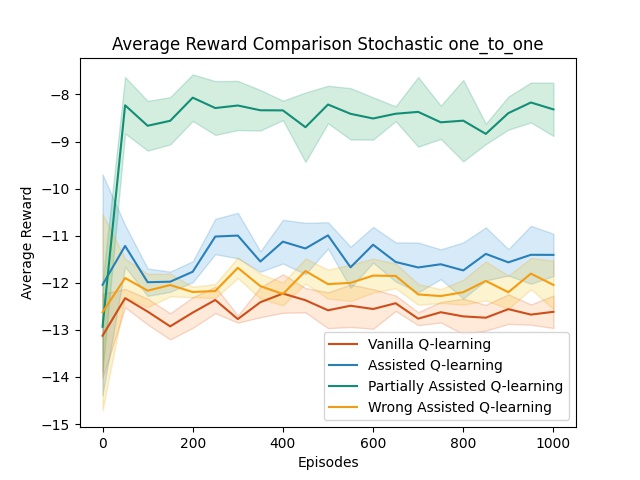 Average Reward Comparison Stochastic one_to_one
Average Reward
−8
−9
−10
−11
−12
−13
−14
−15
0
200
400
600
800
1000
Episodes
Vanilla Q-learning
Assisted Q-learning
Partially Assisted Q-learning
Wrong Assisted Q-learning